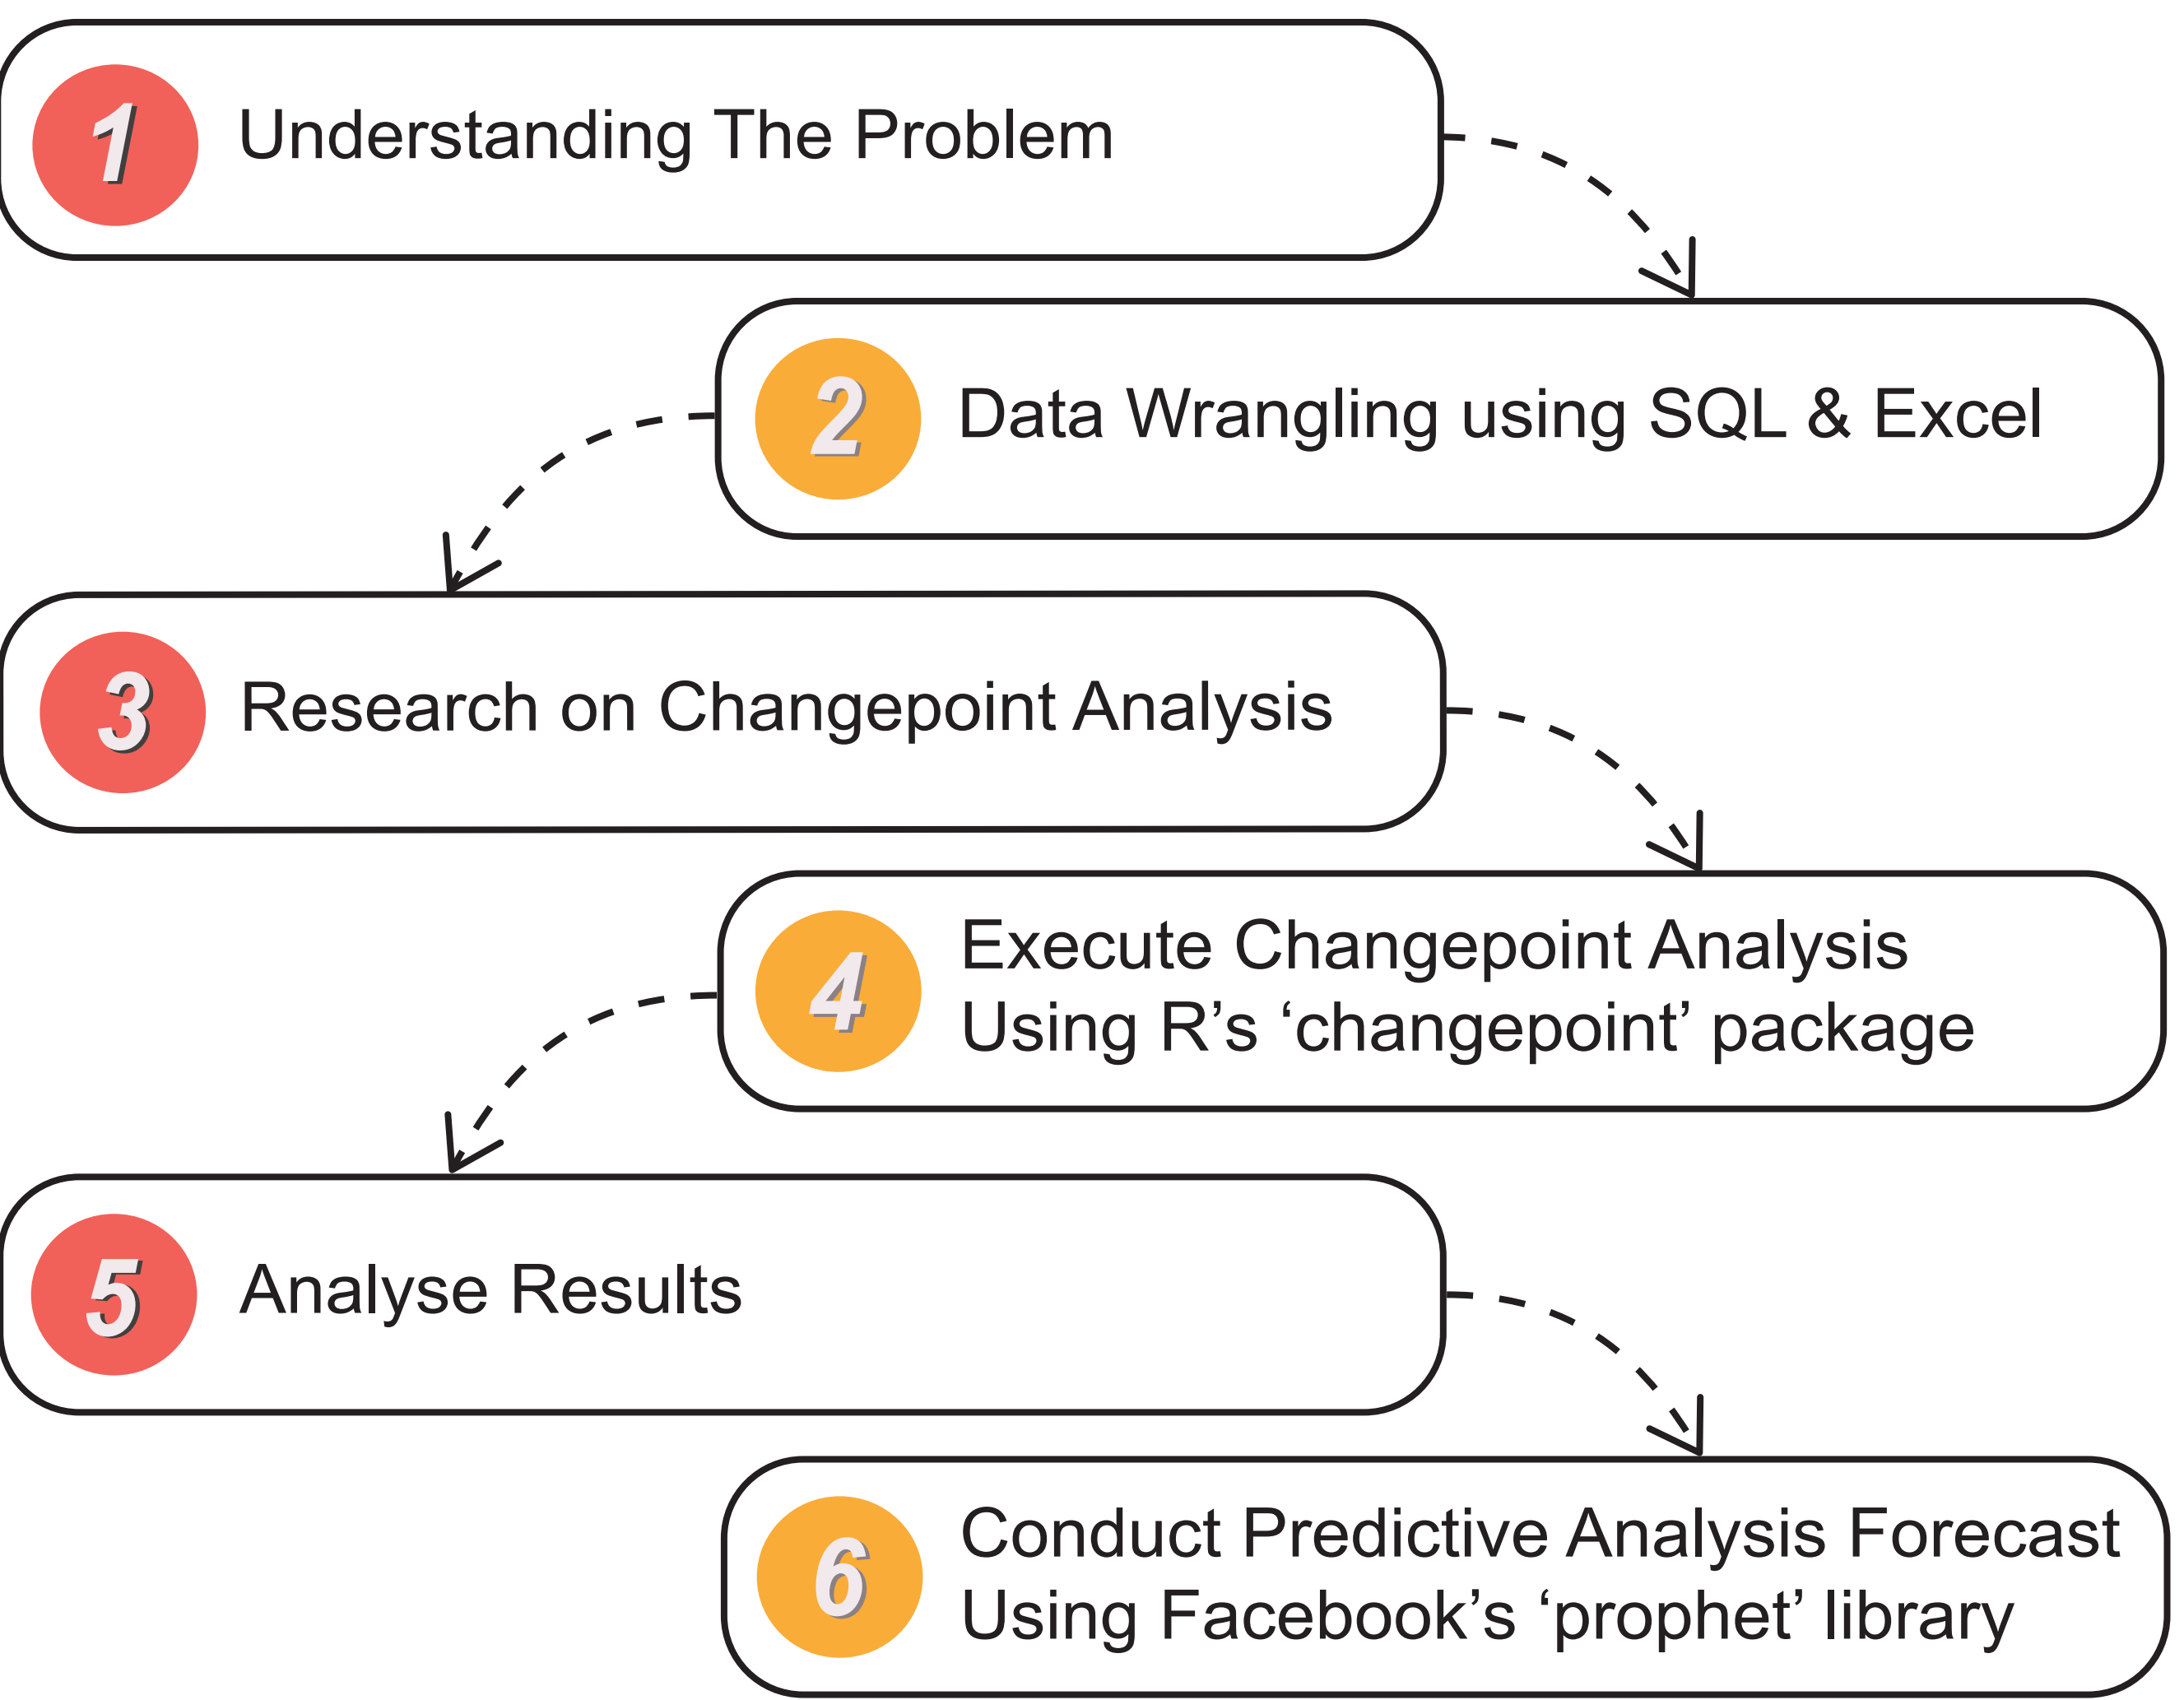 1
Understanding The Problem
2
Data Wrangling using SQL & Excel
3
Research on Changepoint Analysis
4
Execute Changepoint Analysis
Using R’s ‘changepoint’ package
5
Analyse Results
6
Conduct Predictive Analysis Forecast
Using Facebook’s ‘prophet’ library